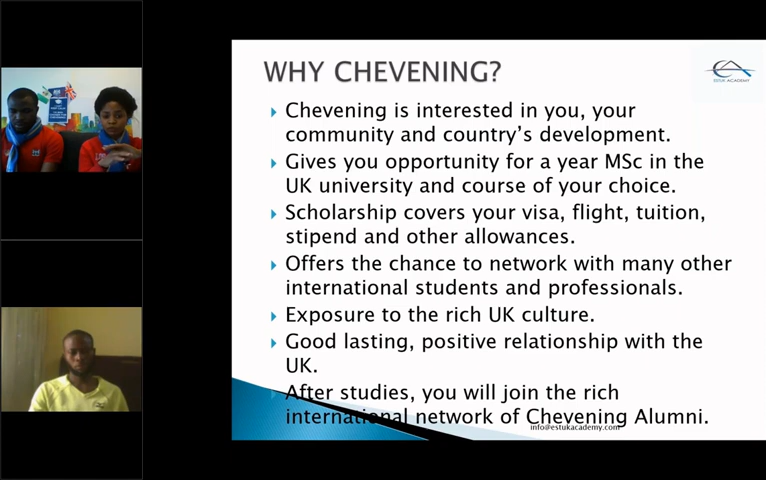 WHY CHEVENING?
ESTUK ACADEMY
Chevening is interested in you, your
community and country's development.
Gives you opportunity for a year MSc in the
UK university and course of your choice.
Scholarship covers your visa, flight, tuition,
stipend and other allowances.
Offers the chance to network with many other
international students and professionals.
Exposure to the rich UK culture.
Good lasting, positive relationship with the
UK.
After studies, you will join the rich
international network of Chevening Alumni.
info@estukacademy.com